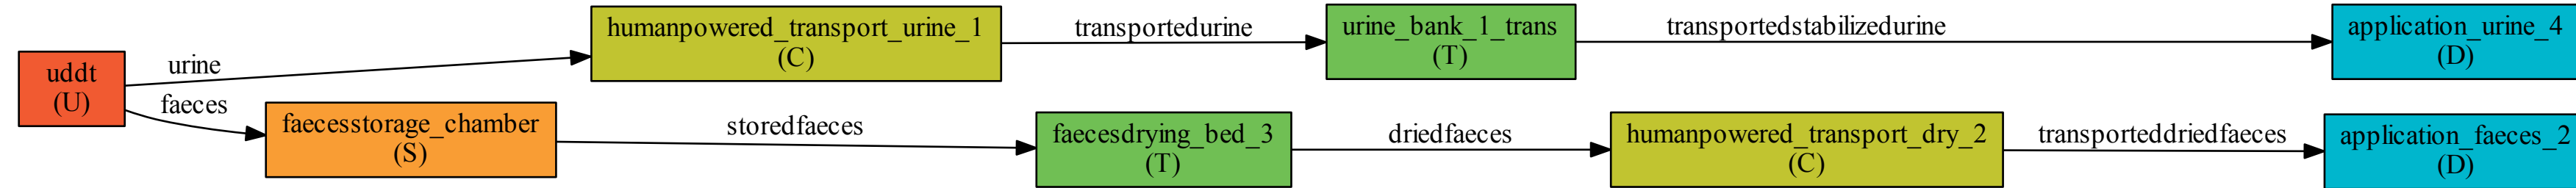 uddt
(U)
urine
faeces
humanpowered_transport_urine_1
(C)
transportedurine
urine_bank_1_trans
(T)
transportedstabilizedurine
application_urine_4
(D)
faecesstorage_chamber
(S)
storedfaeces
faecesdrying_bed_3
(T)
driedfaeces
humanpowered_transport_dry_2
(C)
transporteddriedfaeces
application_faeces_2
(D)